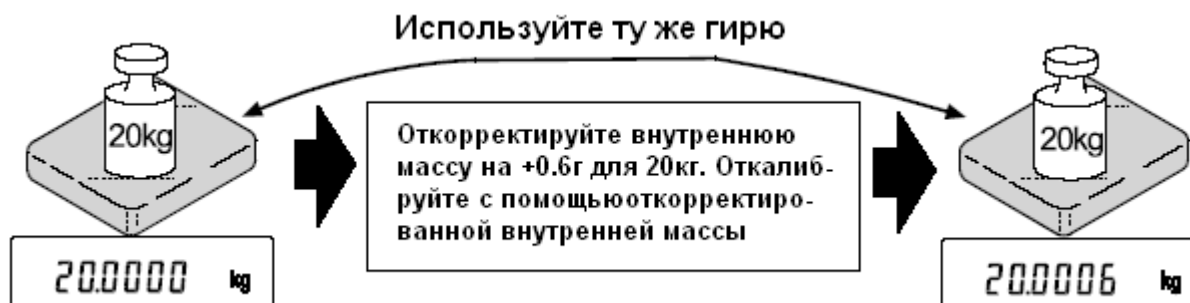 Используйте ту же гирю
20kg
Откорректируйте внутреннюю
массу на +0.6г для 20кг. Откалиб-
руйте с помощьюоткорректиро-
ванной внутренней массы
20kg
20.0000 kg
20.0006 kg